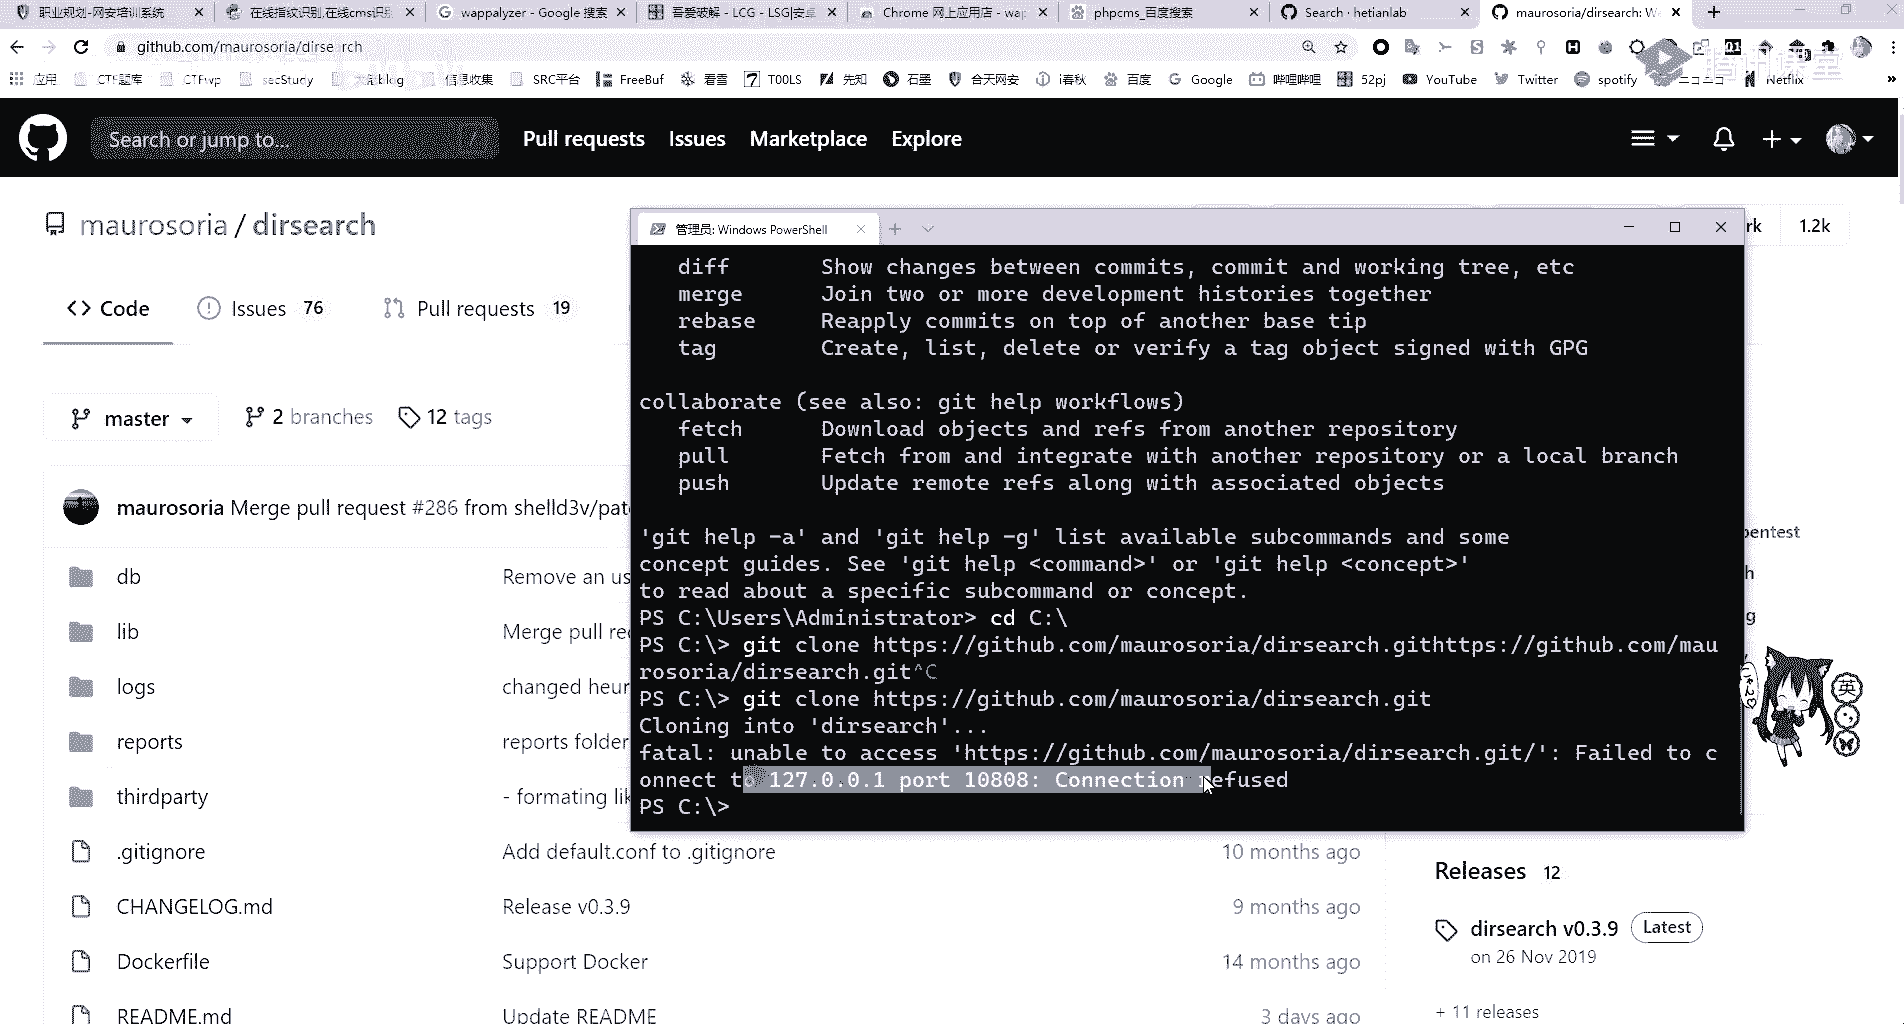 职业规划-网安培训系统
在线指纹识别,在线cms识别
wappalyzer - Google 搜索
吾爱破解 - LCG - LSG|安卓
Chrome 网上应用店 - wap
phpcms_百度搜索
Search · hetianlab
maurosoria/dirsearch: We
github.com/maurosoria/dirsearch
应用
CTF题库
CTFwp
secStudy
信息收集
SRC平台
FreeBuf
看雪
T00LS
先知
石墨
合天网安
i春秋
百度
Google
哔哩哔哩
52pj
YouTube
Twitter
spotify
ニコニコ
Netflix
腾讯课堂
Search or jump to...
/
Pull requests
Issues
Marketplace
Explore
maurosoria / dirsearch
rk
1.2k
Code
Issues 76
Pull requests 19
master
2 branches
12 tags
maurosoria Merge pull request #286 from shelld3v/pat
db
Remove an us
lib
Merge pull re
logs
changed heur
reports
reports folder
thirdparty
- formating lik
.gitignore
Add default.conf to .gitignore
10 months ago
CHANGELOG.md
Release v0.3.9
9 months ago
Dockerfile
Support Docker
14 months ago
README.md
Update README
3 days ago
管理员: Windows PowerShell
diff Show changes between commits, commit and working tree, etc
merge Join two or more development histories together
rebase Reapply commits on top of another base tip
tag Create, list, delete or verify a tag object signed with GPG
collaborate (see also: git help workflows)
fetch Download objects and refs from another repository
pull Fetch from and integrate with another repository or a local branch
push Update remote refs along with associated objects
'git help -a' and 'git help -g' list available subcommands and some
concept guides. See 'git help <command>' or 'git help <concept>'
to read about a specific subcommand or concept.
PS C:\Users\Administrator> cd C:\
PS C:\> git clone https://github.com/maurosoria/dirsearch.githttps://github.com/mau
rosoria/dirsearch.git^C
PS C:\> git clone https://github.com/maurosoria/dirsearch.git
Cloning into 'dirsearch'...
fatal: unable to access 'https://github.com/maurosoria/dirsearch.git/': Failed to c
onnect to 127.0.0.1 port 10808: Connection refused
PS C:\>
pentest
h
g
英
Releases 12
dirsearch v0.3.9
Latest
on 26 Nov 2019
+ 11 releases